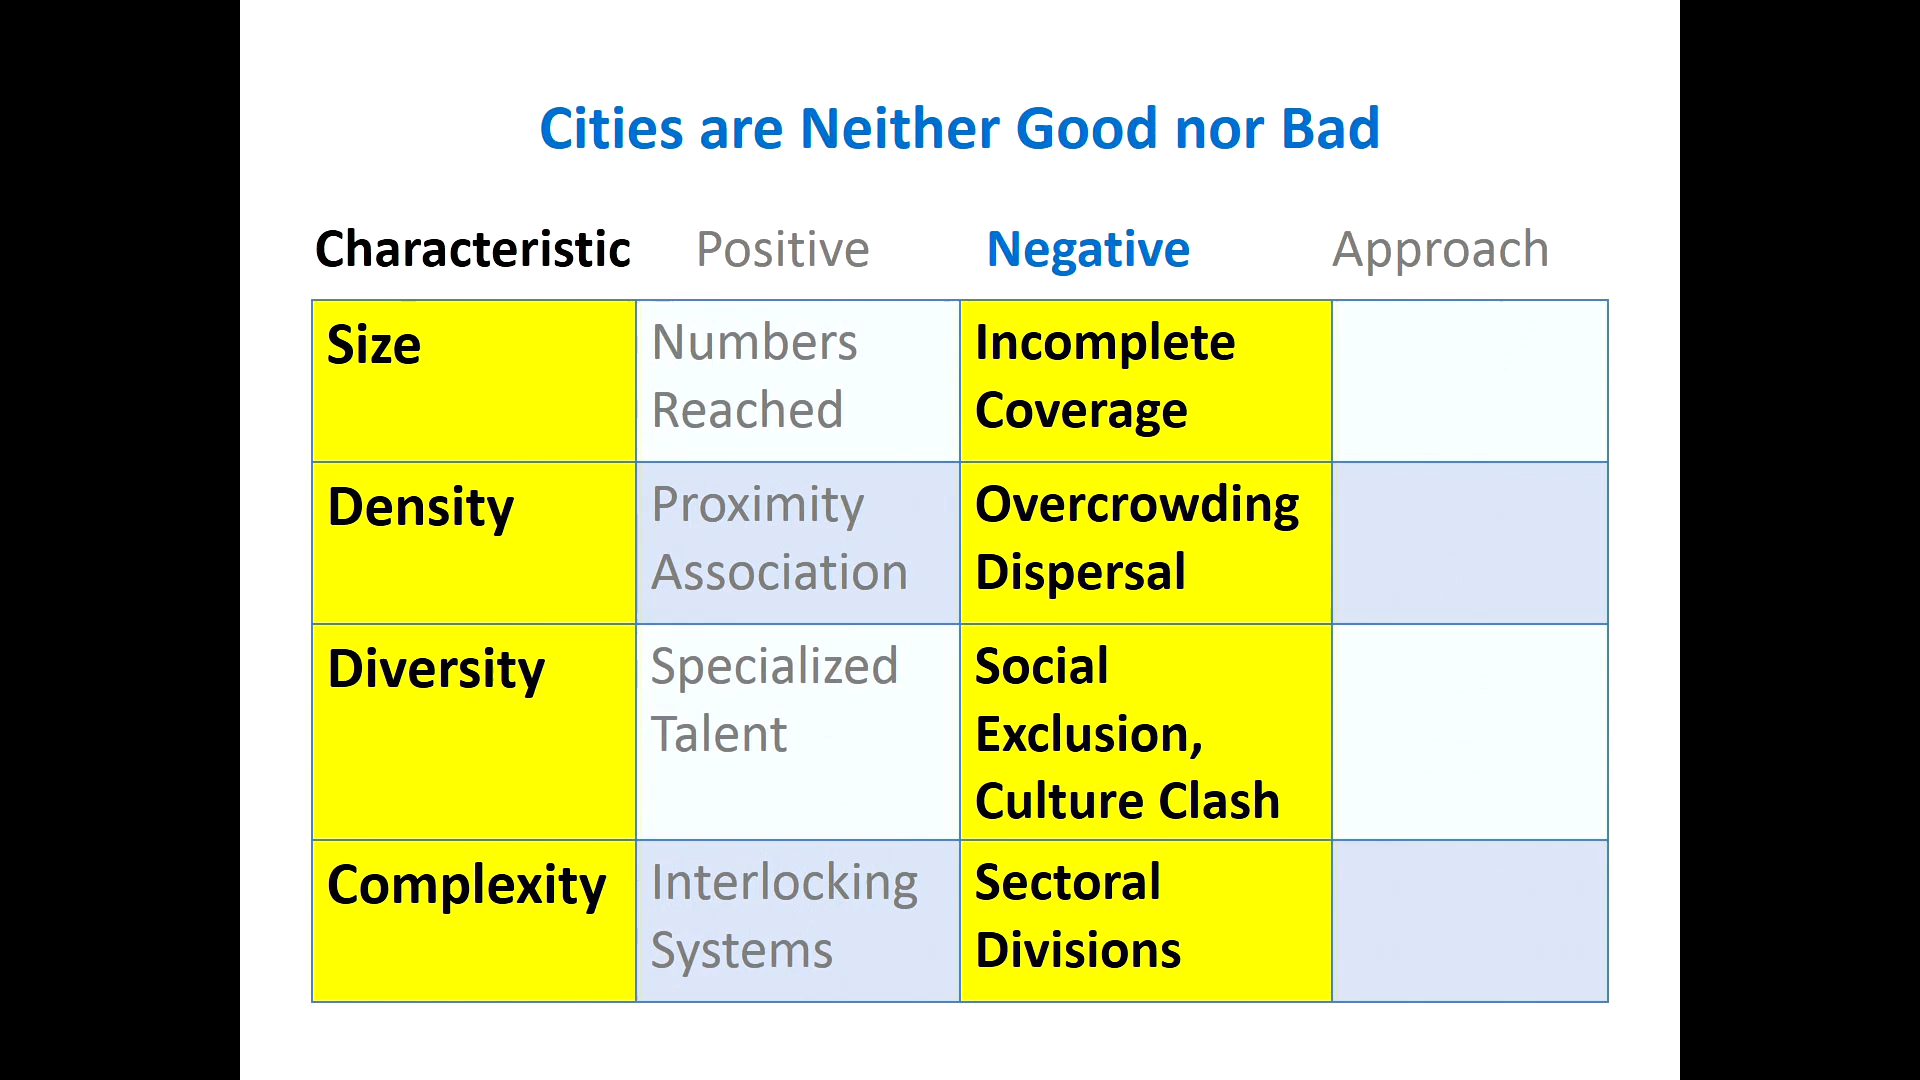 Cities are Neither Good nor Bad
Characteristic Positive Negative Approach
Size
Numbers
Reached
Incomplete
Coverage
Density
Proximity
Association
Overcrowding
Dispersal
Diversity
Specialized
Talent
Social
Exclusion,
Culture Clash
Complexity
Interlocking
Systems
Sectoral
Divisions